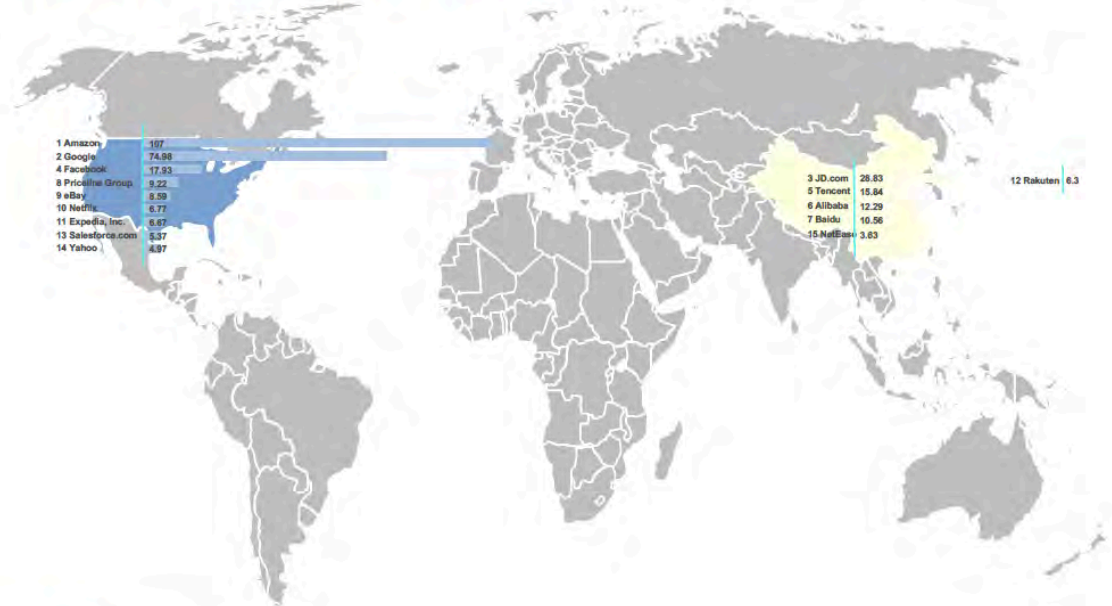 1 Amazon 107
2 Google 74.98
4 Facebook 17.93
8 Priceline Group 9.22
9 eBay 8.59
10 Netflix 6.77
11 Expedia, Inc. 6.67
13 Salesforce.com 5.37
14 Yahoo 4.97
3 JD.com 28.83
5 Tencent 15.84
6 Alibaba 12.29
7 Baidu 10.56
15 NetEase 3.63
12 Rakuten 6.3